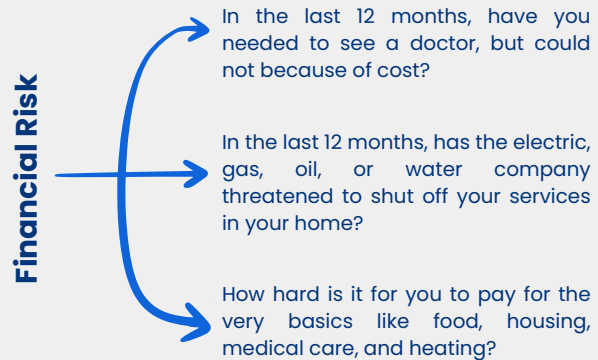 Financial Risk
In the last 12 months, have you
needed to see a doctor, but could
not because of cost?
In the last 12 months, has the electric,
gas, oil, or water company
threatened to shut off your services
in your home?
How hard is it for you to pay for the
very basics like food, housing,
medical care, and heating?